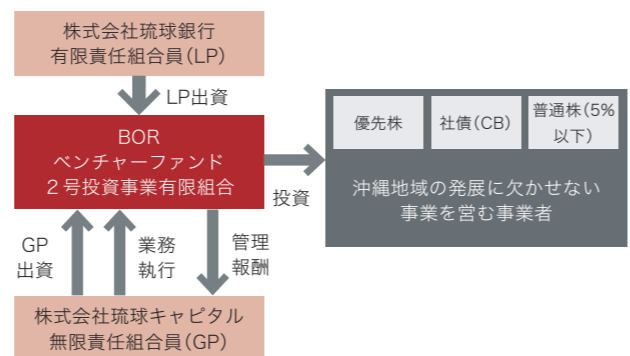 株式会社琉球銀行
有限責任組合員(LP)
LP出資
BOR
ベンチャーファンド
2号投資事業有限組合
投資
優先株
社債(CB)
普通株(5%
以下)
沖縄地域の発展に欠かせない
事業を営む事業者
GP
出資
業務
執行
管理
報酬
株式会社琉球キャピタル
無限責任組合員(GP)